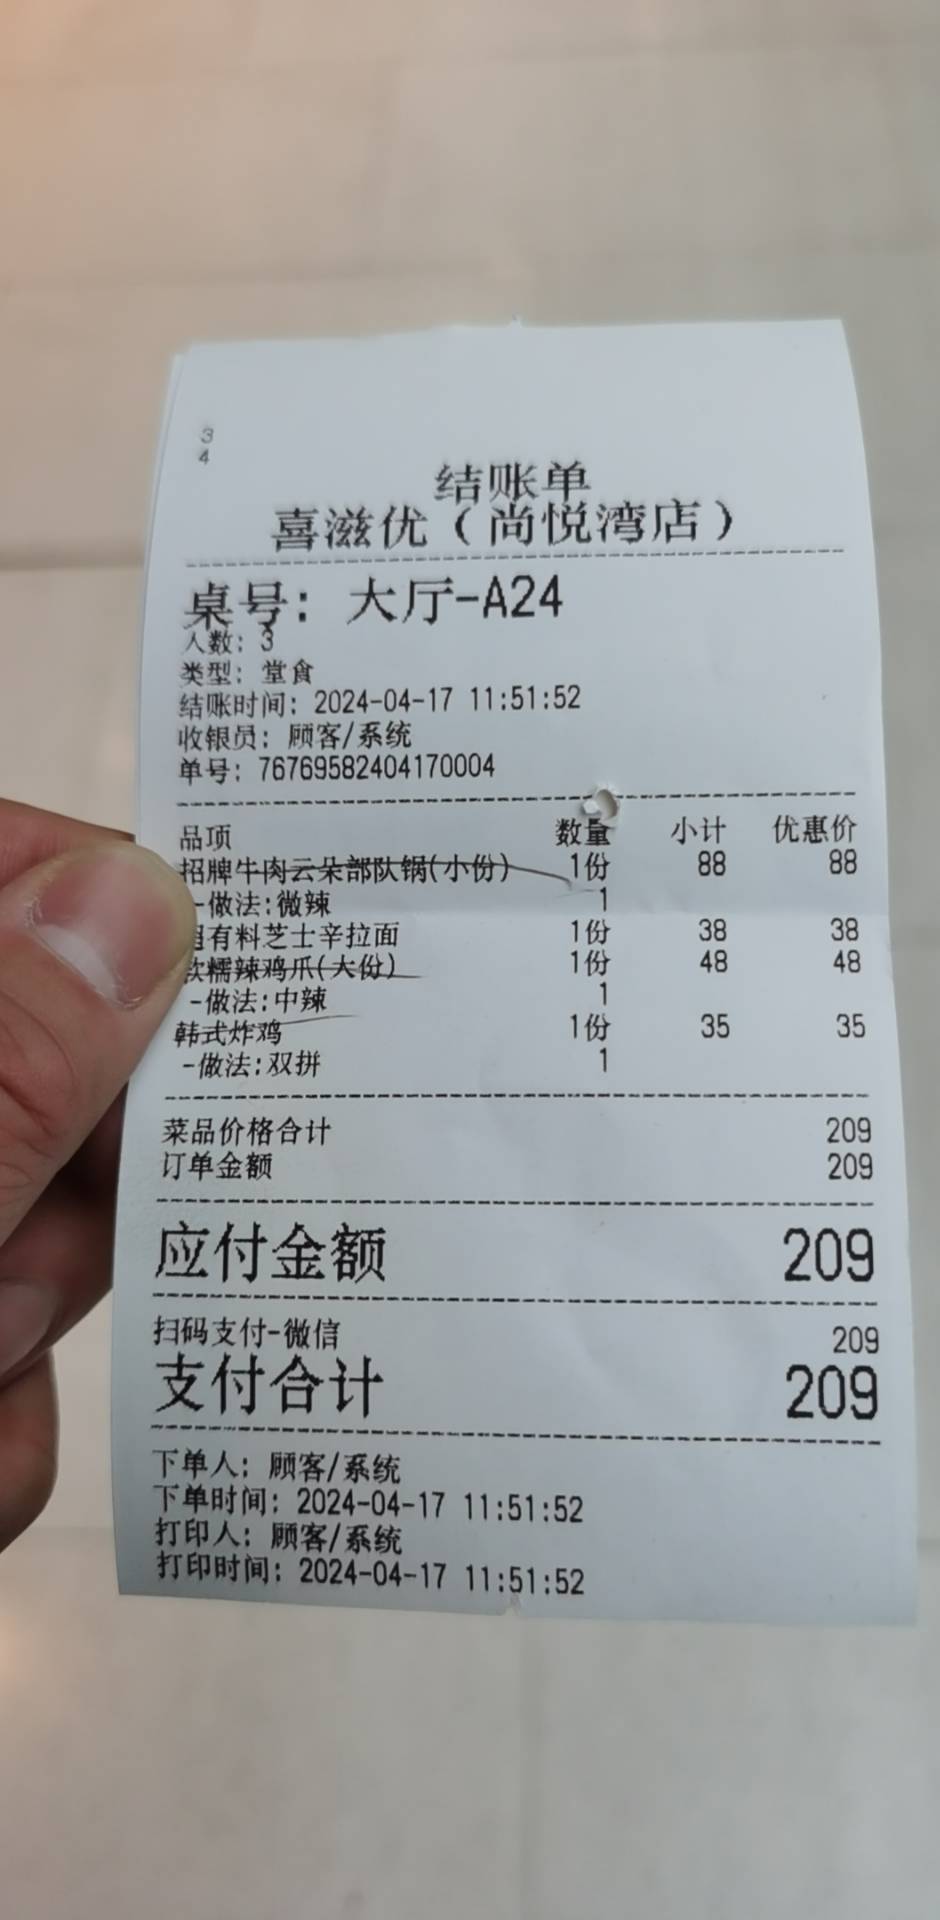 3
4
结账单
喜滋优（尚悦湾店）
桌号: 大厅-A24
人数: 3
类型: 堂食
结账时间: 2024-04-17 11:51:52
收银员: 顾客/系统
单号: 76769582404170004
品项 数量 小计 优惠价
招牌牛肉云朵部队锅(小份) 1份 88 88
-做法:微辣 1
有料芝士辛拉面 1份 38 38
软糯辣鸡爪(大份) 1份 48 48
-做法:中辣 1
韩式炸鸡 1份 35 35
-做法:双拼 1
菜品价格合计 209
订单金额 209
应付金额 209
扫码支付-微信 209
支付合计 209
下单人: 顾客/系统
下单时间: 2024-04-17 11:51:52
打印人: 顾客/系统
打印时间: 2024-04-17 11:51:52